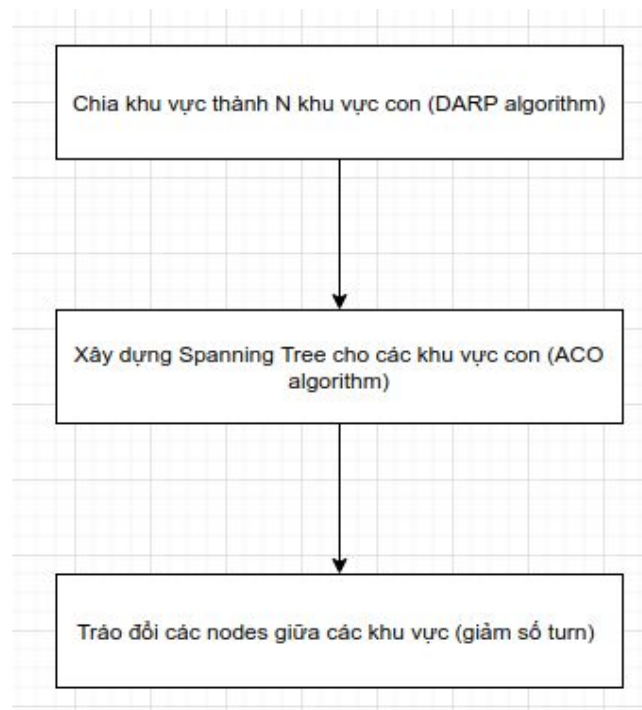 Chia khu vực thành N khu vực con (DARP algorithm)
Xây dựng Spanning Tree cho các khu vực con (ACO
algorithm)
Tráo đổi các nodes giữa các khu vực (giảm số turn)